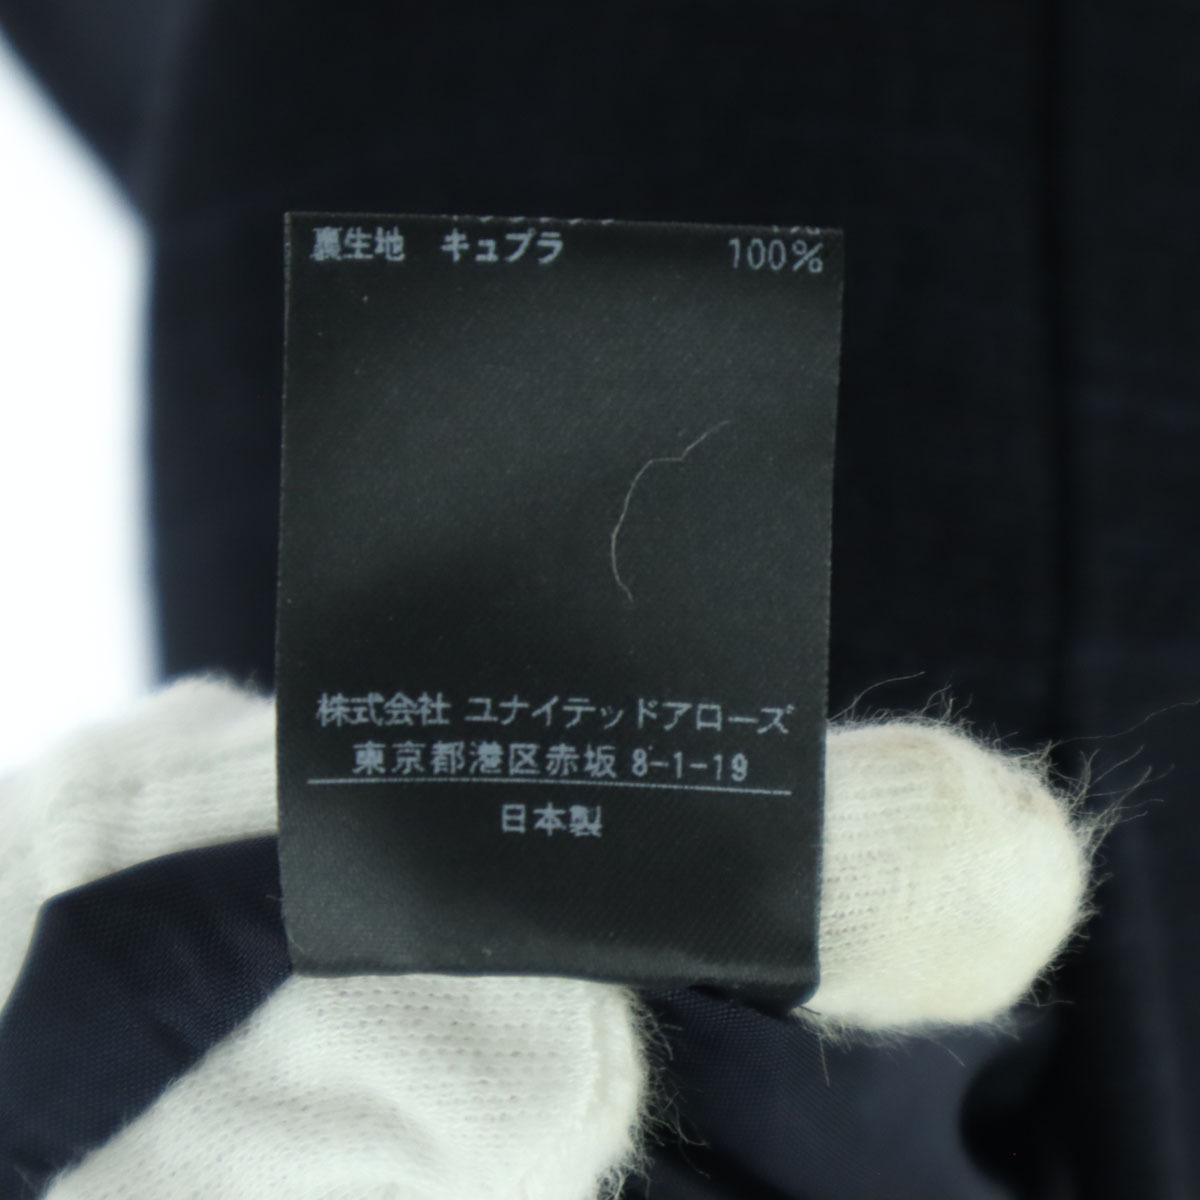 裏生地 キュプラ 100%
株式会社 ユナイテッドアローズ
東京都港区赤坂 8-1-19
日本製